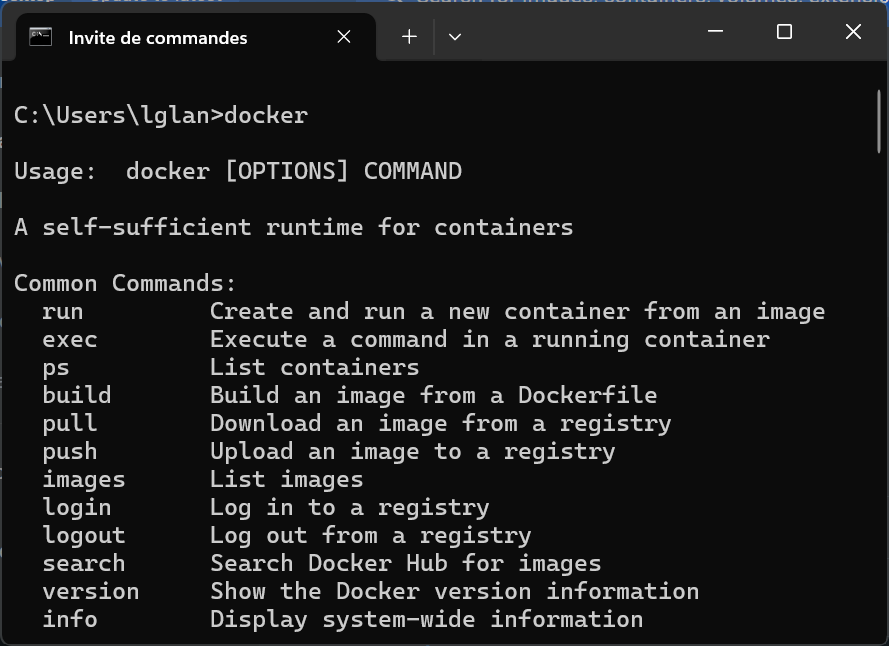 Invite de commandes
C:\Users\lglan>docker
Usage:  docker [OPTIONS] COMMAND
A self-sufficient runtime for containers
Common Commands:
  run         Create and run a new container from an image
  exec        Execute a command in a running container
  ps          List containers
  build       Build an image from a Dockerfile
  pull        Download an image from a registry
  push        Upload an image to a registry
  images      List images
  login       Log in to a registry
  logout      Log out from a registry
  search      Search Docker Hub for images
  version     Show the Docker version information
  info        Display system-wide information